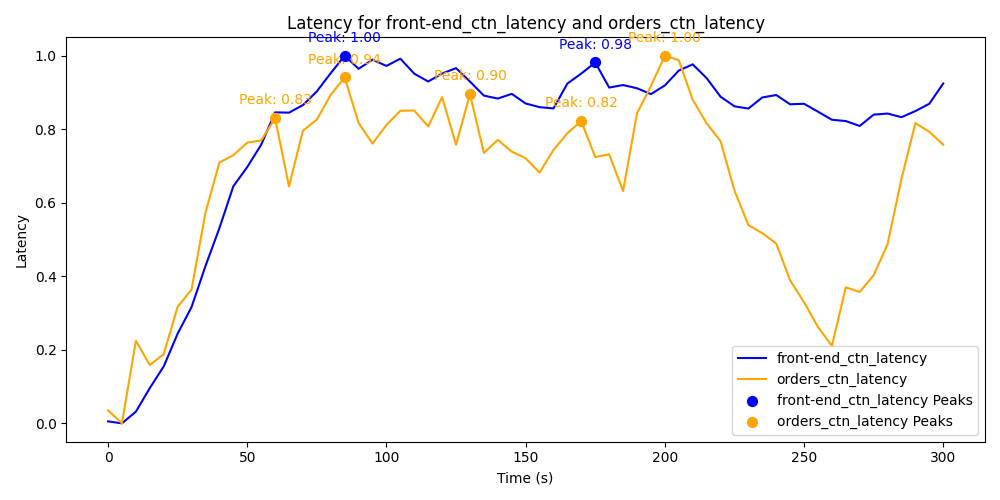 Latency for front-end_ctn_latency and orders_ctn_latency
Peak: 1.00
Peak: 0.94
Peak: 0.83
Peak: 0.90
Peak: 0.98
Peak: 0.82
Peak: 1.00
Latency
1.0
0.8
0.6
0.4
0.2
0.0
0
50
100
150
200
250
300
Time (s)
front-end_ctn_latency
orders_ctn_latency
front-end_ctn_latency Peaks
orders_ctn_latency Peaks